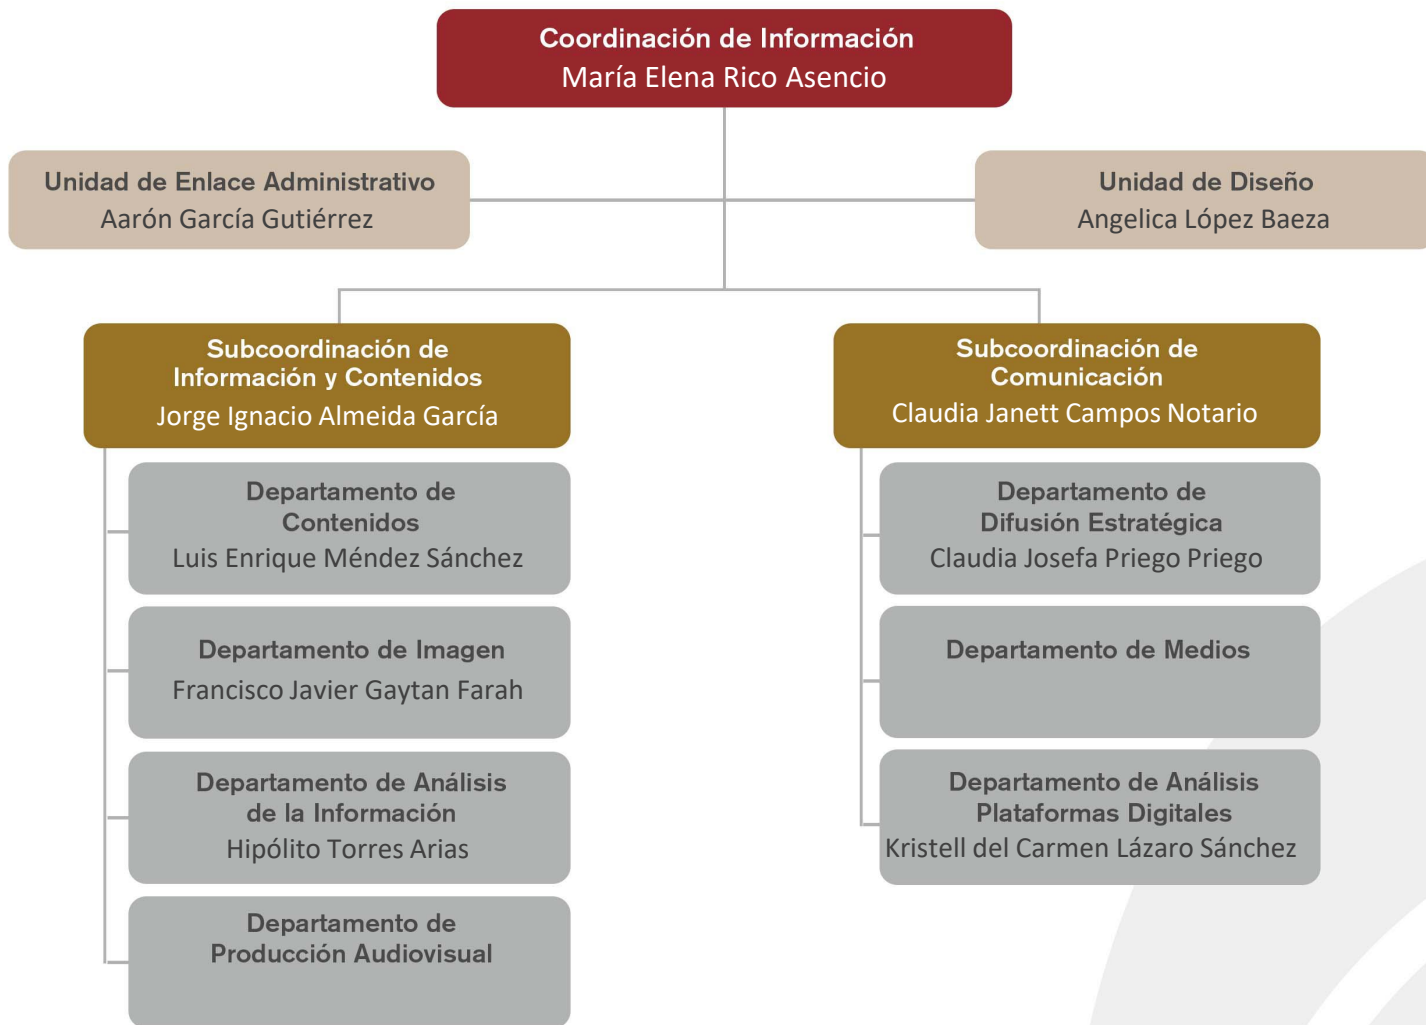 Coordinación de Información
María Elena Rico Asencio
Unidad de Enlace Administrativo
Aarón García Gutiérrez
Unidad de Diseño
Angelica López Baeza
Subcoordinación de
Información y Contenidos
Jorge Ignacio Almeida García
Subcoordinación de
Comunicación
Claudia Janett Campos Notario
Departamento de
Contenidos
Luis Enrique Méndez Sánchez
Departamento de Imagen
Francisco Javier Gaytan Farah
Departamento de Análisis
de la Información
Hipólito Torres Arias
Departamento de
Producción Audiovisual
Departamento de
Difusión Estratégica
Claudia Josefa Priego Priego
Departamento de Medios
Departamento de Análisis
Plataformas Digitales
Kristell del Carmen Lázaro Sánchez